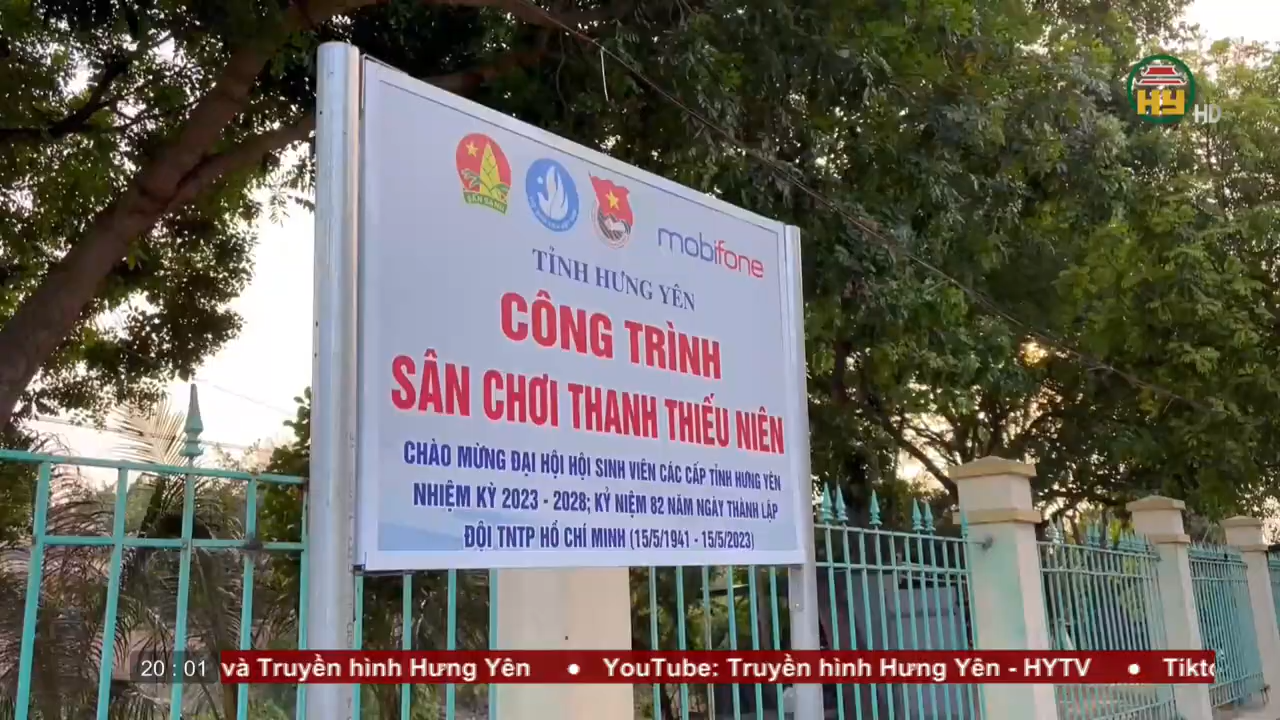 HY HD
SẴN SÀNG
mobifone
TỈNH HƯNG YÊN
CÔNG TRÌNH
SÂN CHƠI THANH THIẾU NIÊN
CHÀO MỪNG ĐẠI HỘI HỘI SINH VIÊN CÁC CẤP TỈNH HƯNG YÊN
NHIỆM KỲ 2023 - 2028; KỶ NIỆM 82 NĂM NGÀY THÀNH LẬP
ĐỘI TNTP HỒ CHÍ MINH (15/5/1941 - 15/5/2023)
20 : 01 và Truyền hình Hưng Yên • YouTube: Truyền hình Hưng Yên - HYTV • Tikto